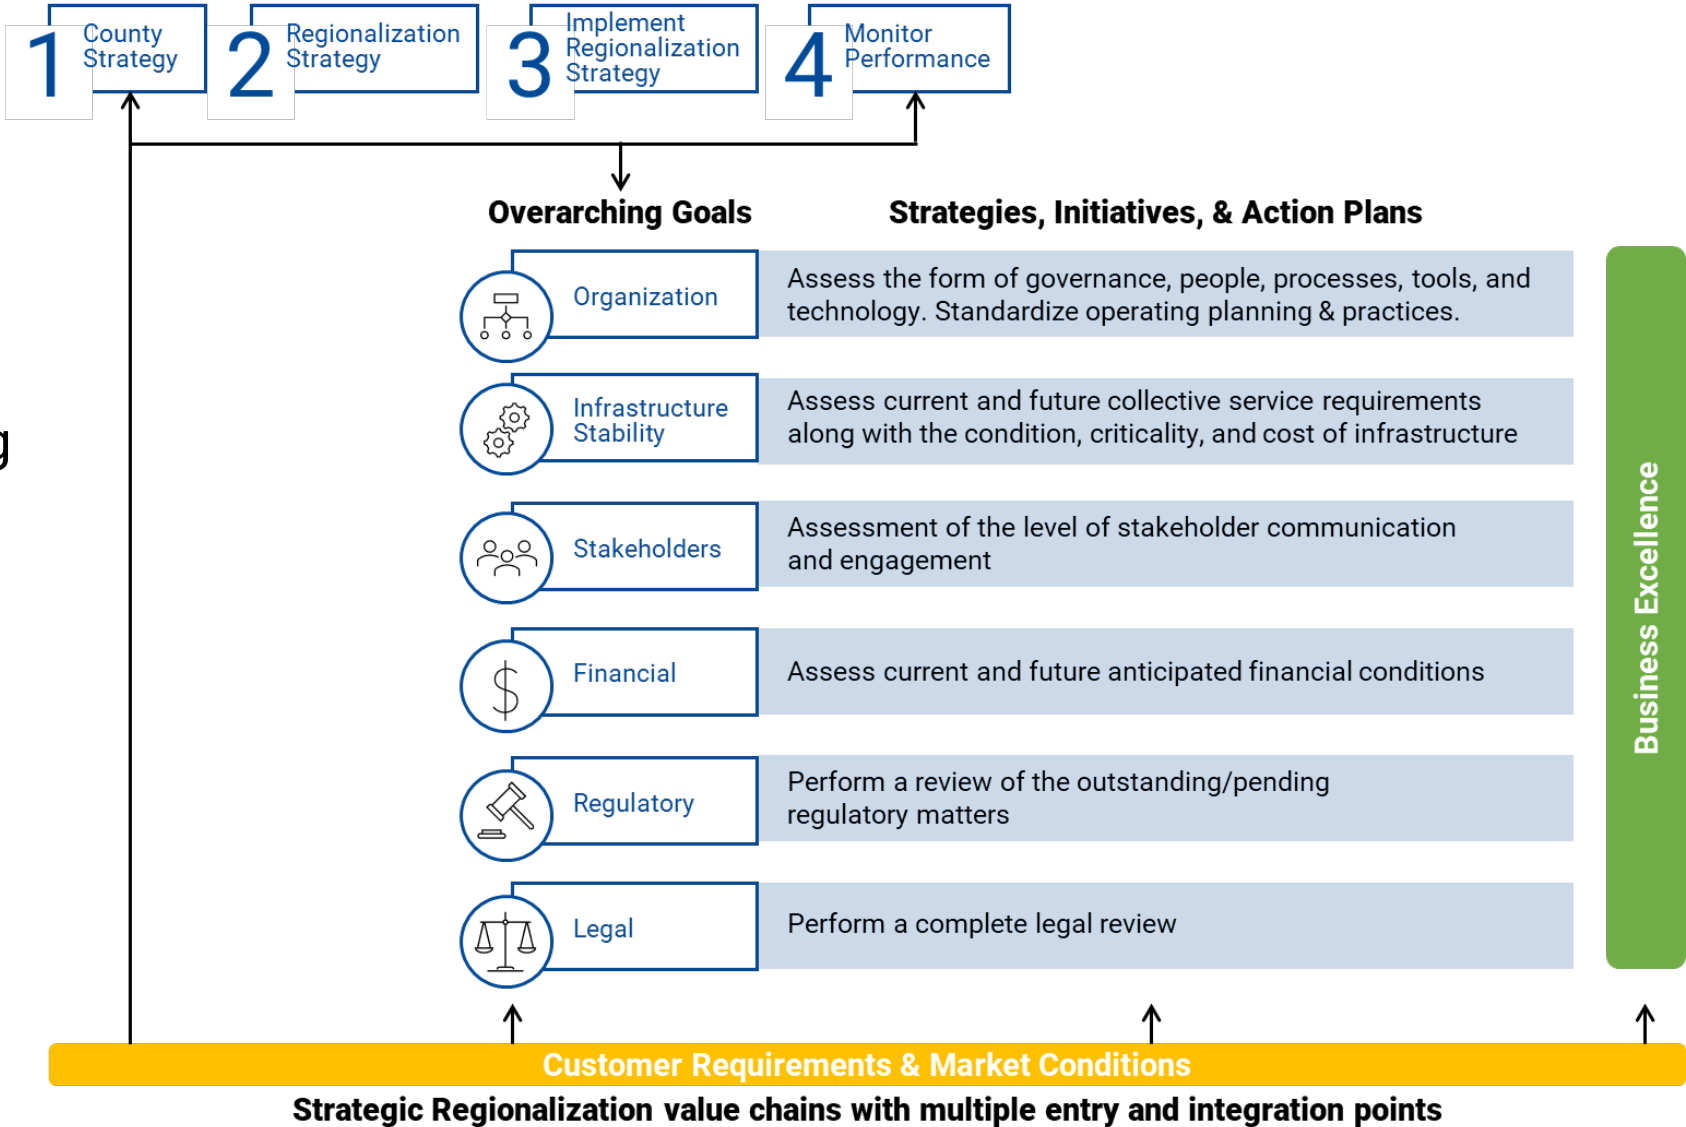 1
County
Strategy
2
Regionalization
Strategy
3
Implement
Regionalization
Strategy
4
Monitor
Performance
Overarching Goals
Strategies, Initiatives, & Action Plans
Organization
Assess the form of governance, people, processes, tools, and
technology. Standardize operating planning & practices.
Infrastructure
Stability
Assess current and future collective service requirements
along with the condition, criticality, and cost of infrastructure
g
Stakeholders
Assessment of the level of stakeholder communication
and engagement
Financial
Assess current and future anticipated financial conditions
Regulatory
Perform a review of the outstanding/pending
regulatory matters
Legal
Perform a complete legal review
Business Excellence
Customer Requirements & Market Conditions
Strategic Regionalization value chains with multiple entry and integration points